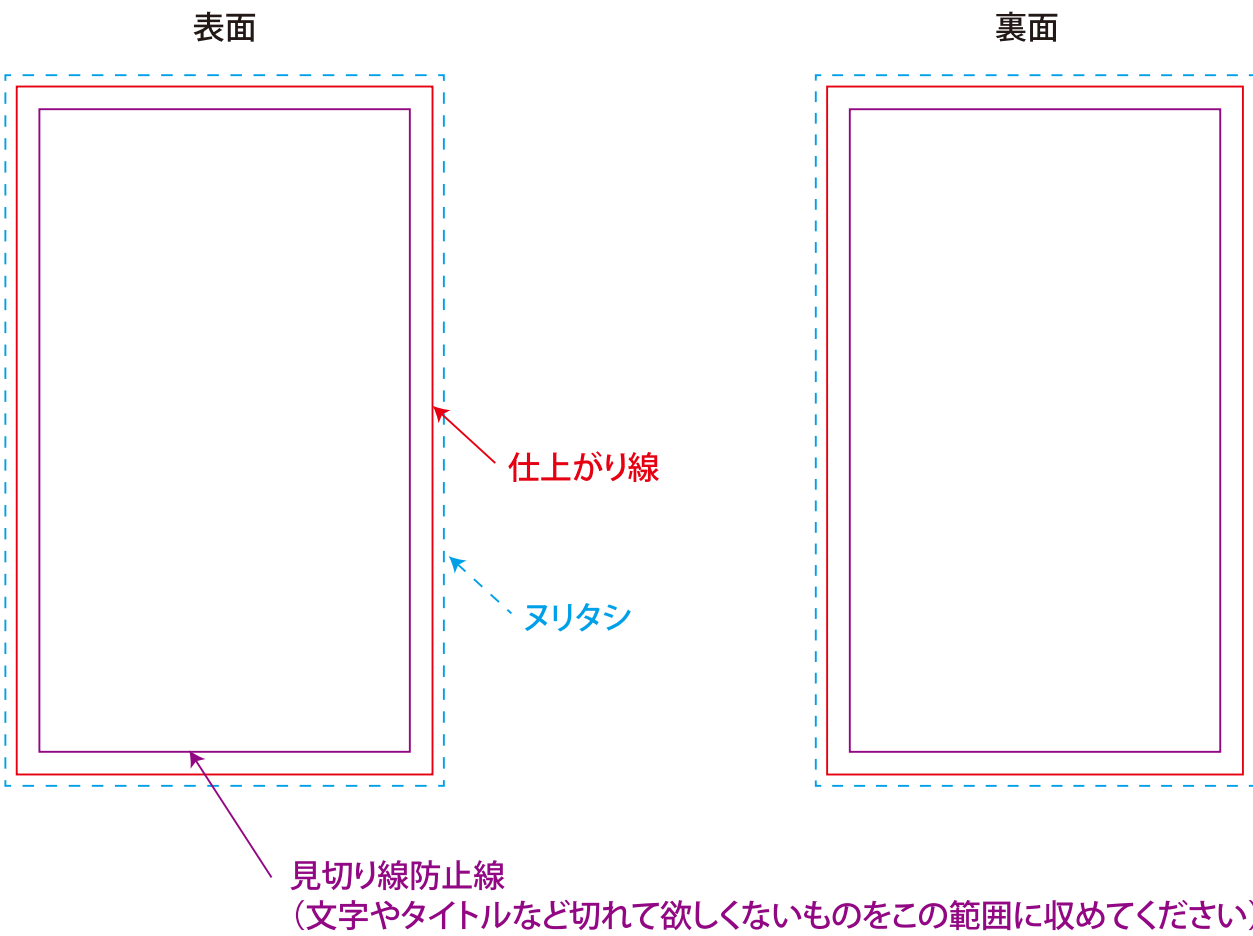 表面
裏面
仕上がり線
ヌリタシ
見切り線防止線
（文字やタイトルなど切れて欲しくないものをこの範囲に収めてください）